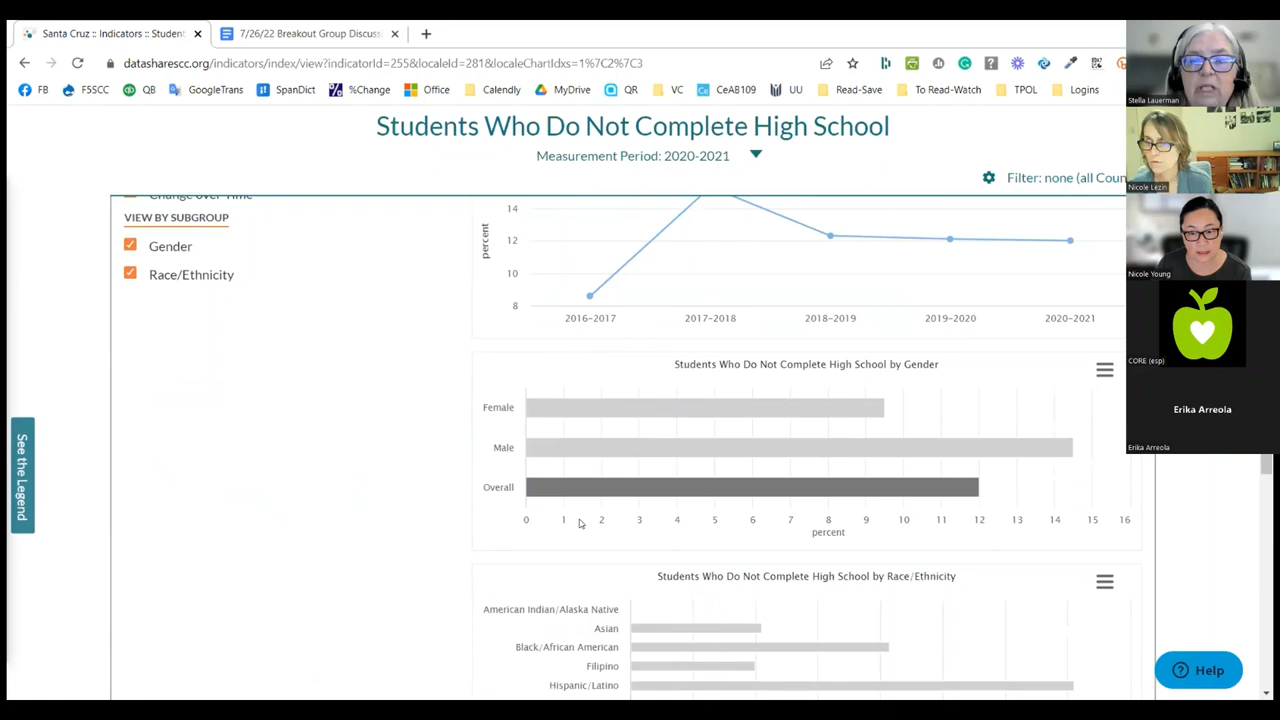 Santa Cruz :: Indicators :: Student
7/26/22 Breakout Group Discuss
datasharescc.org/indicators/index/view?indicatorId=255&localeId=281&localeChartIdxs=1%7C2%7C3
FB F5SCC QB GoogleTrans SpanDict %Change Office Calendly MyDrive QR VC CeAB109 UU Read-Save To Read-Watch TPOL Logins
Stella Lauerman
Students Who Do Not Complete High School
Measurement Period: 2020-2021
Filter: none (all Coun
Nicole Lezin
Change over Time
VIEW BY SUBGROUP
Gender
Race/Ethnicity
percent
14
12
10
8
2016-2017 2017-2018 2018-2019 2019-2020 2020-2021
Nicole Young
CORE (esp)
Erika Arreola
Erika Arreola
See the Legend
Students Who Do Not Complete High School by Gender
Female
Male
Overall
0 1 2 3 4 5 6 7 8 9 10 11 12 13 14 15 16
percent
Students Who Do Not Complete High School by Race/Ethnicity
American Indian/Alaska Native
Asian
Black/African American
Filipino
Hispanic/Latino
? Help